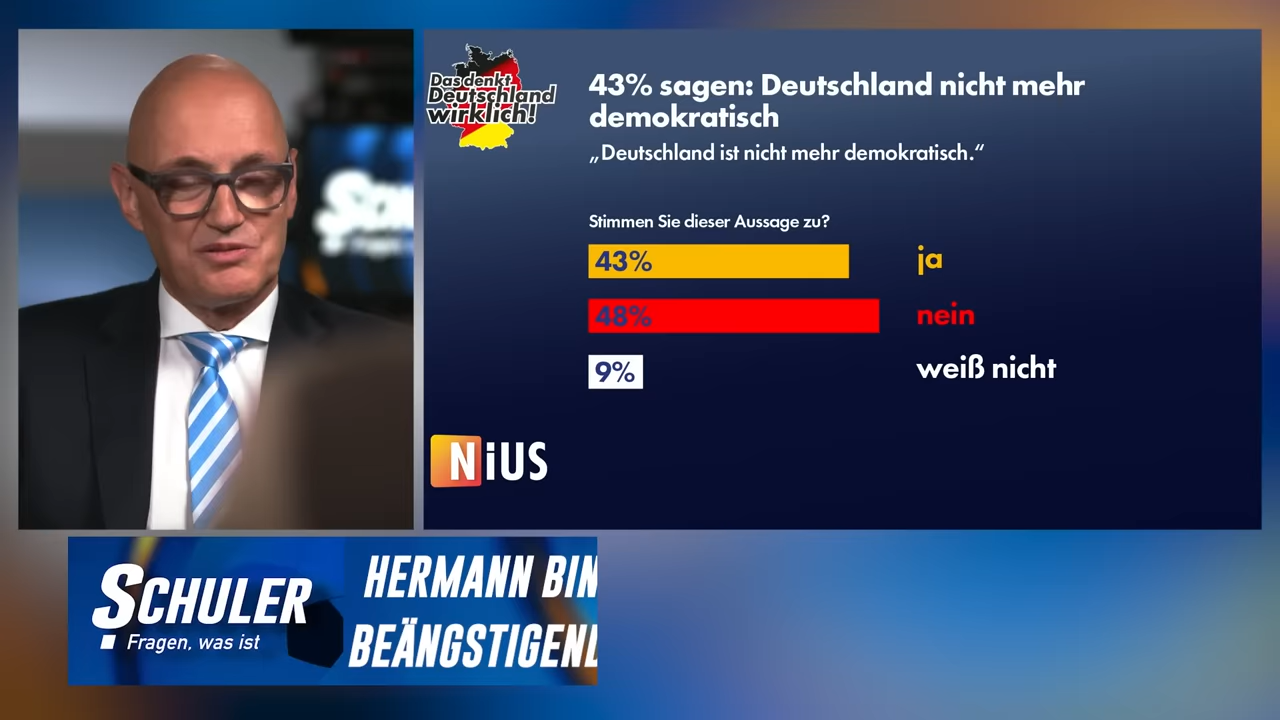 Das denkt
Deutschland
wirklich!
43% sagen: Deutschland nicht mehr
demokratisch
„Deutschland ist nicht mehr demokratisch.“
Stimmen Sie dieser Aussage zu?
43% ja
48% nein
9% weiß nicht
NiUS
SCHULER
Fragen, was ist
HERMANN BIN
BEÄNGSTIGEND